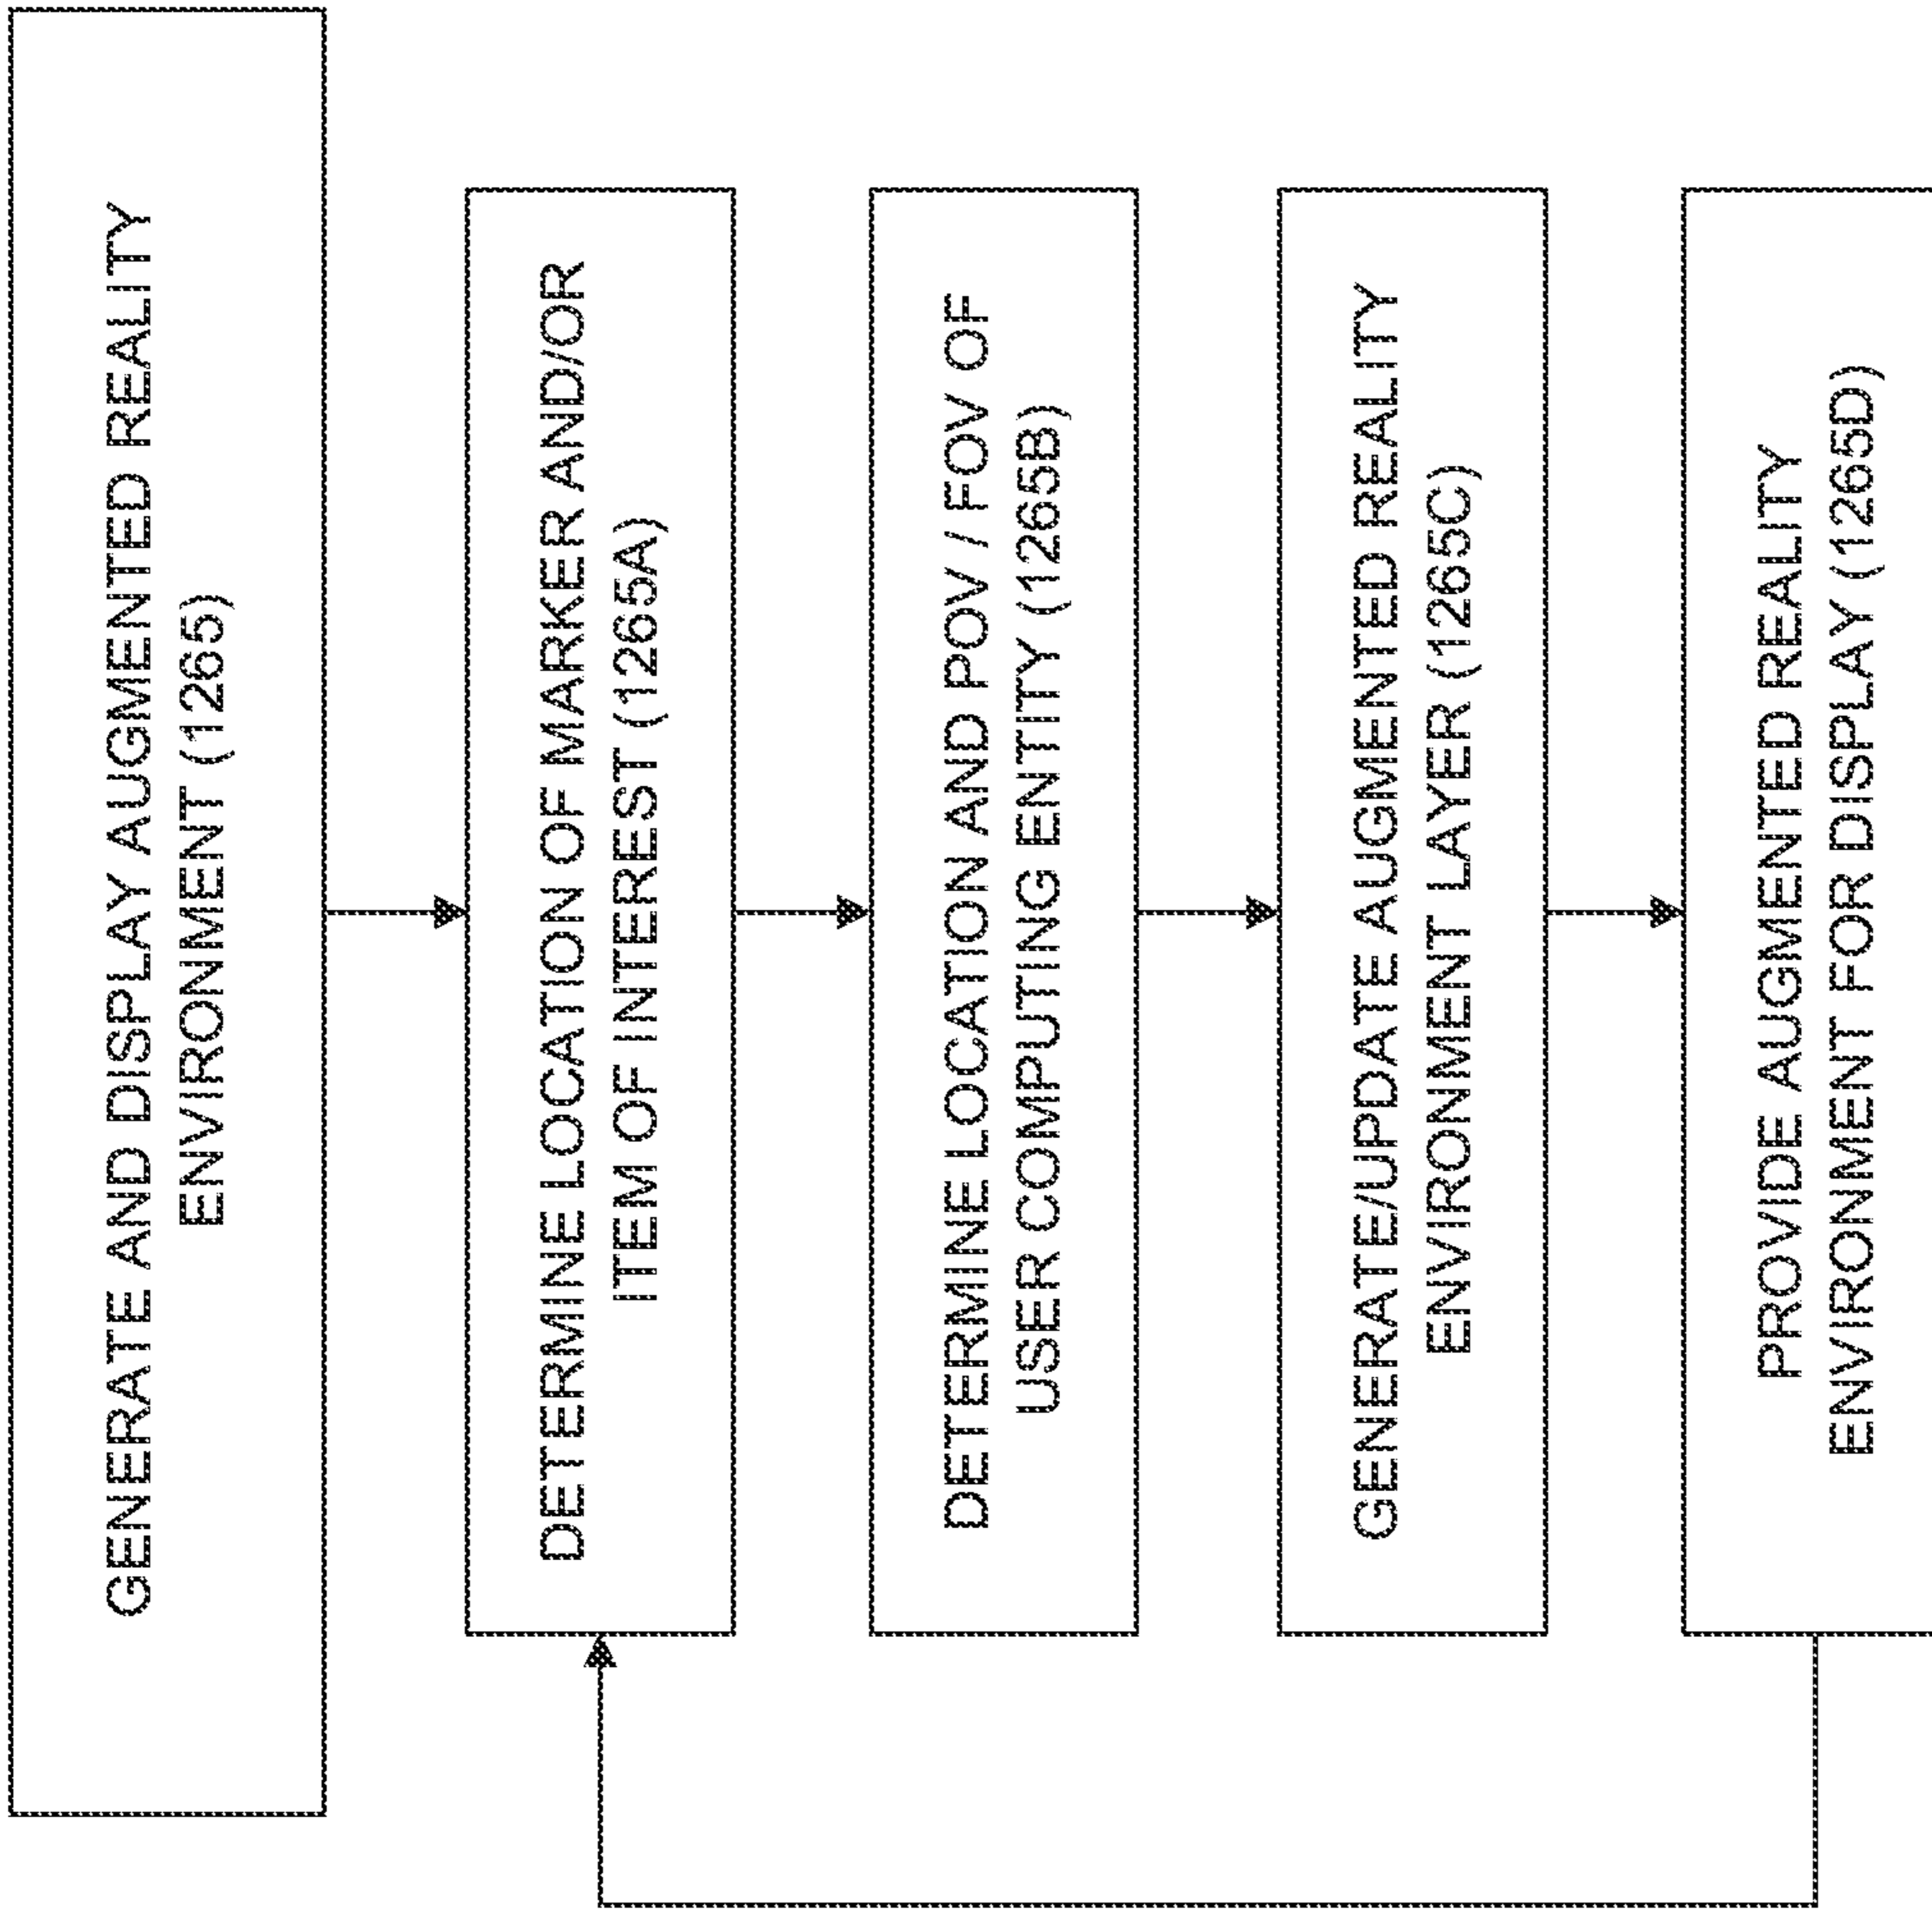 GENERATE AND DISPLAY AUGMENTED REALITY
ENVIRONMENT (1265)
DETERMINE LOCATION OF MARKER AND/OR
ITEM OF INTEREST (1265A)
DETERMINE LOCATION AND POV / FOV OF
USER COMPUTING ENTITY (1265B)
GENERATE/UPDATE AUGMENTED REALITY
ENVIRONMENT LAYER (1265C)
PROVIDE AUGMENTED REALITY
ENVIRONMENT FOR DISPLAY (1265D)